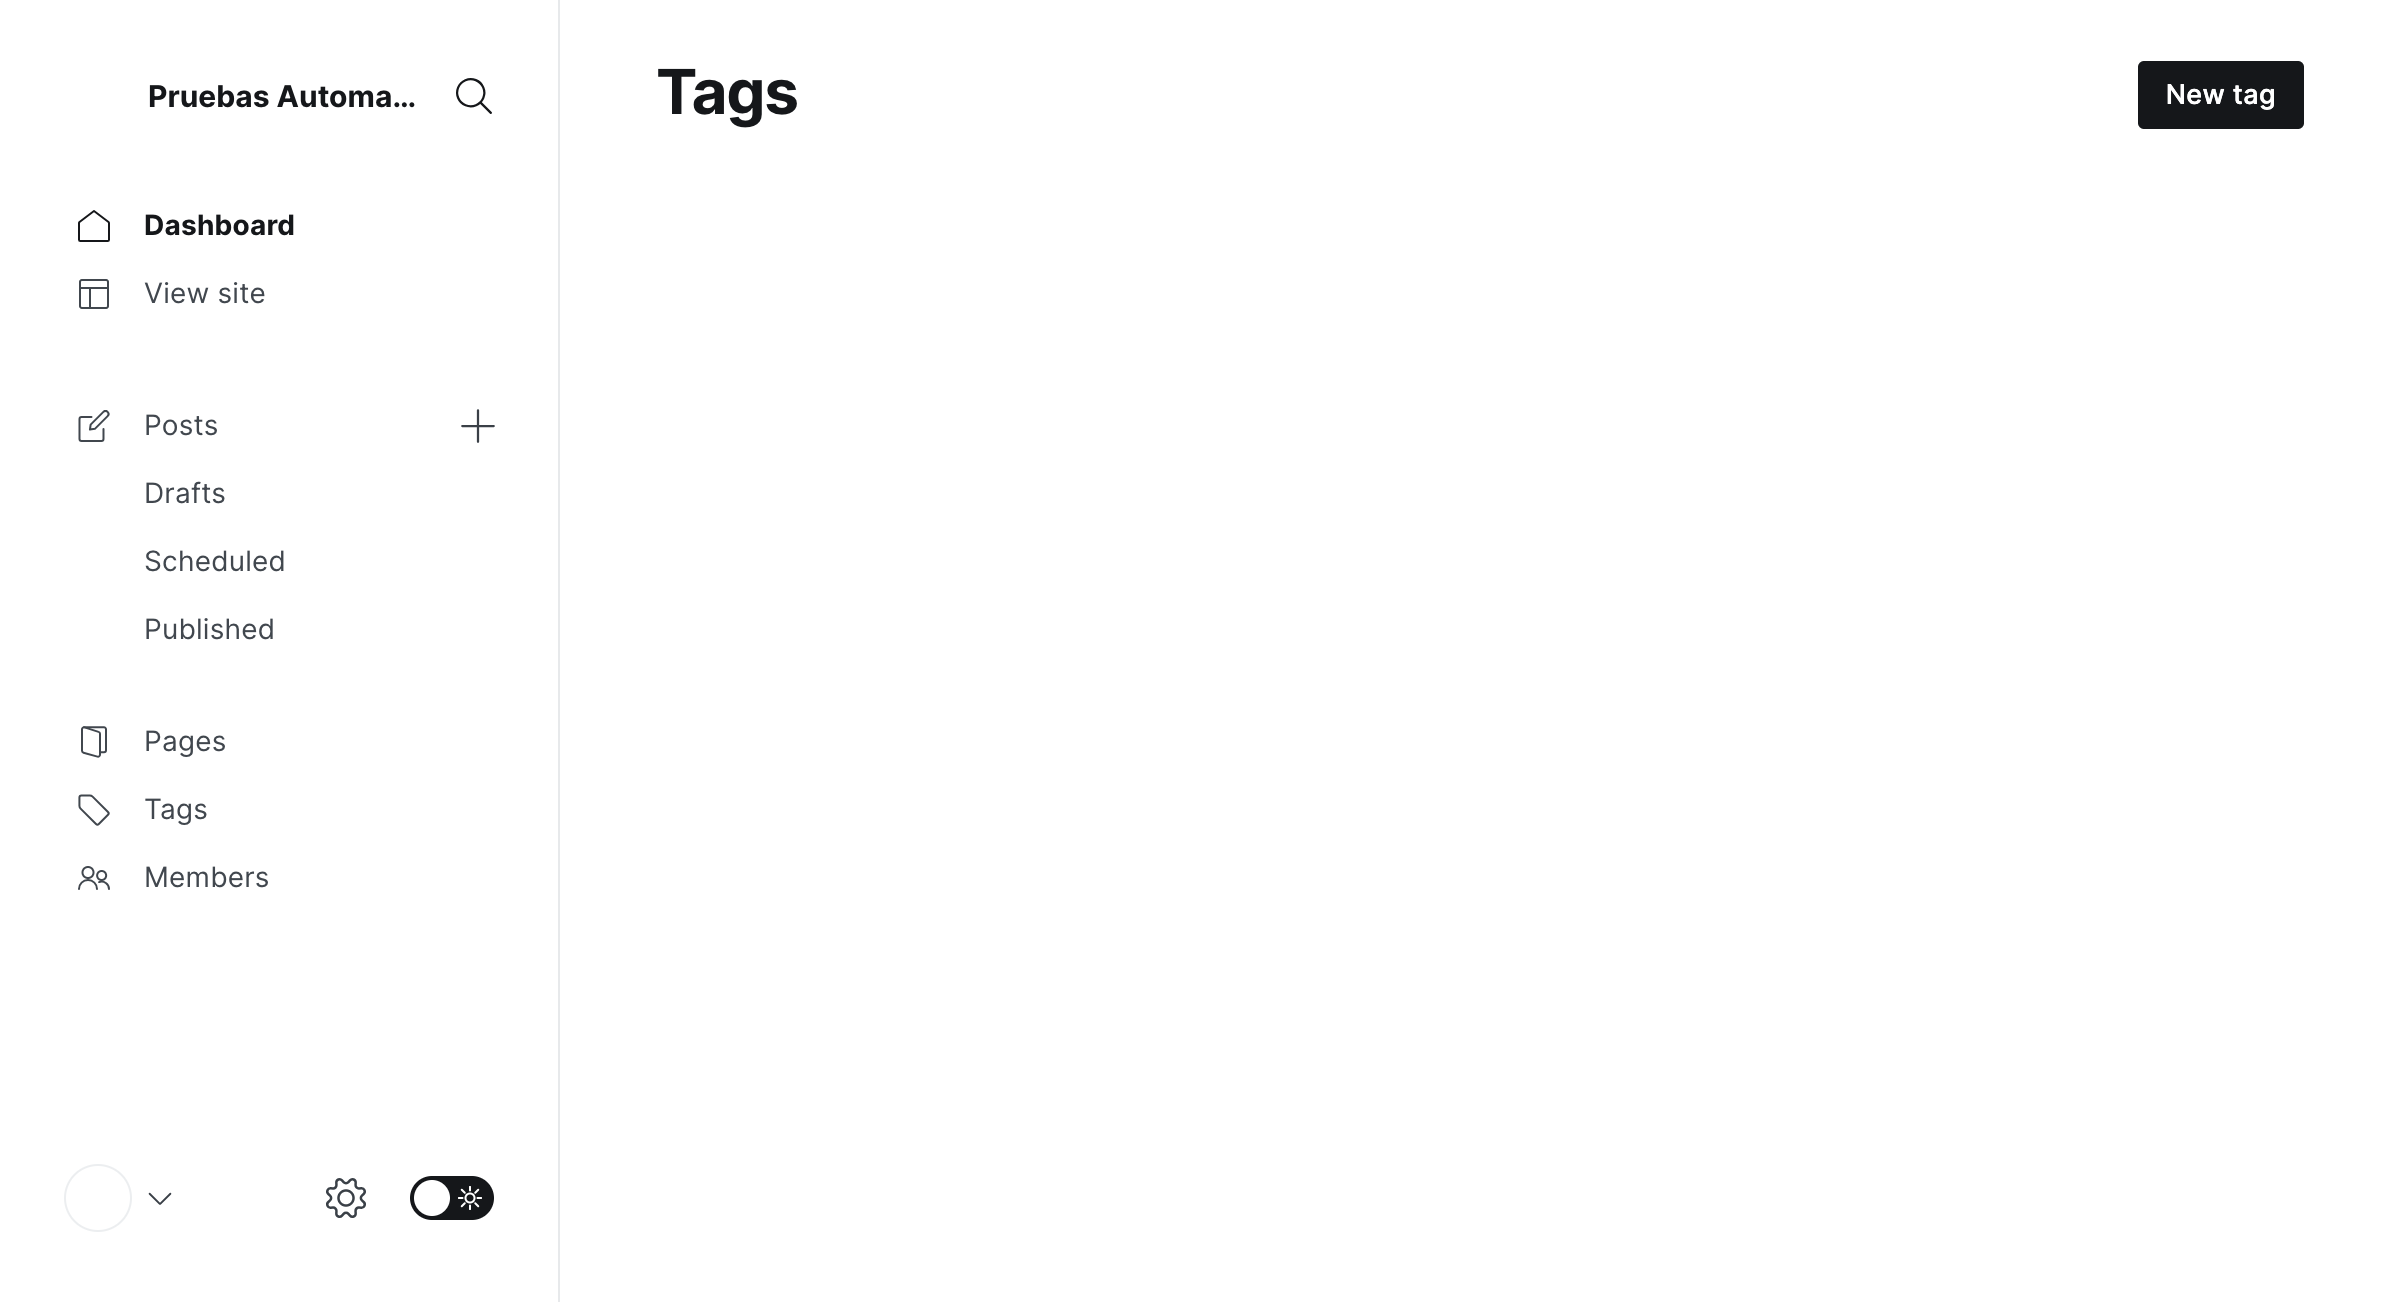 Pruebas Automa...
Dashboard
View site
Posts
Drafts
Scheduled
Published
Pages
Tags
Members
Tags
New tag